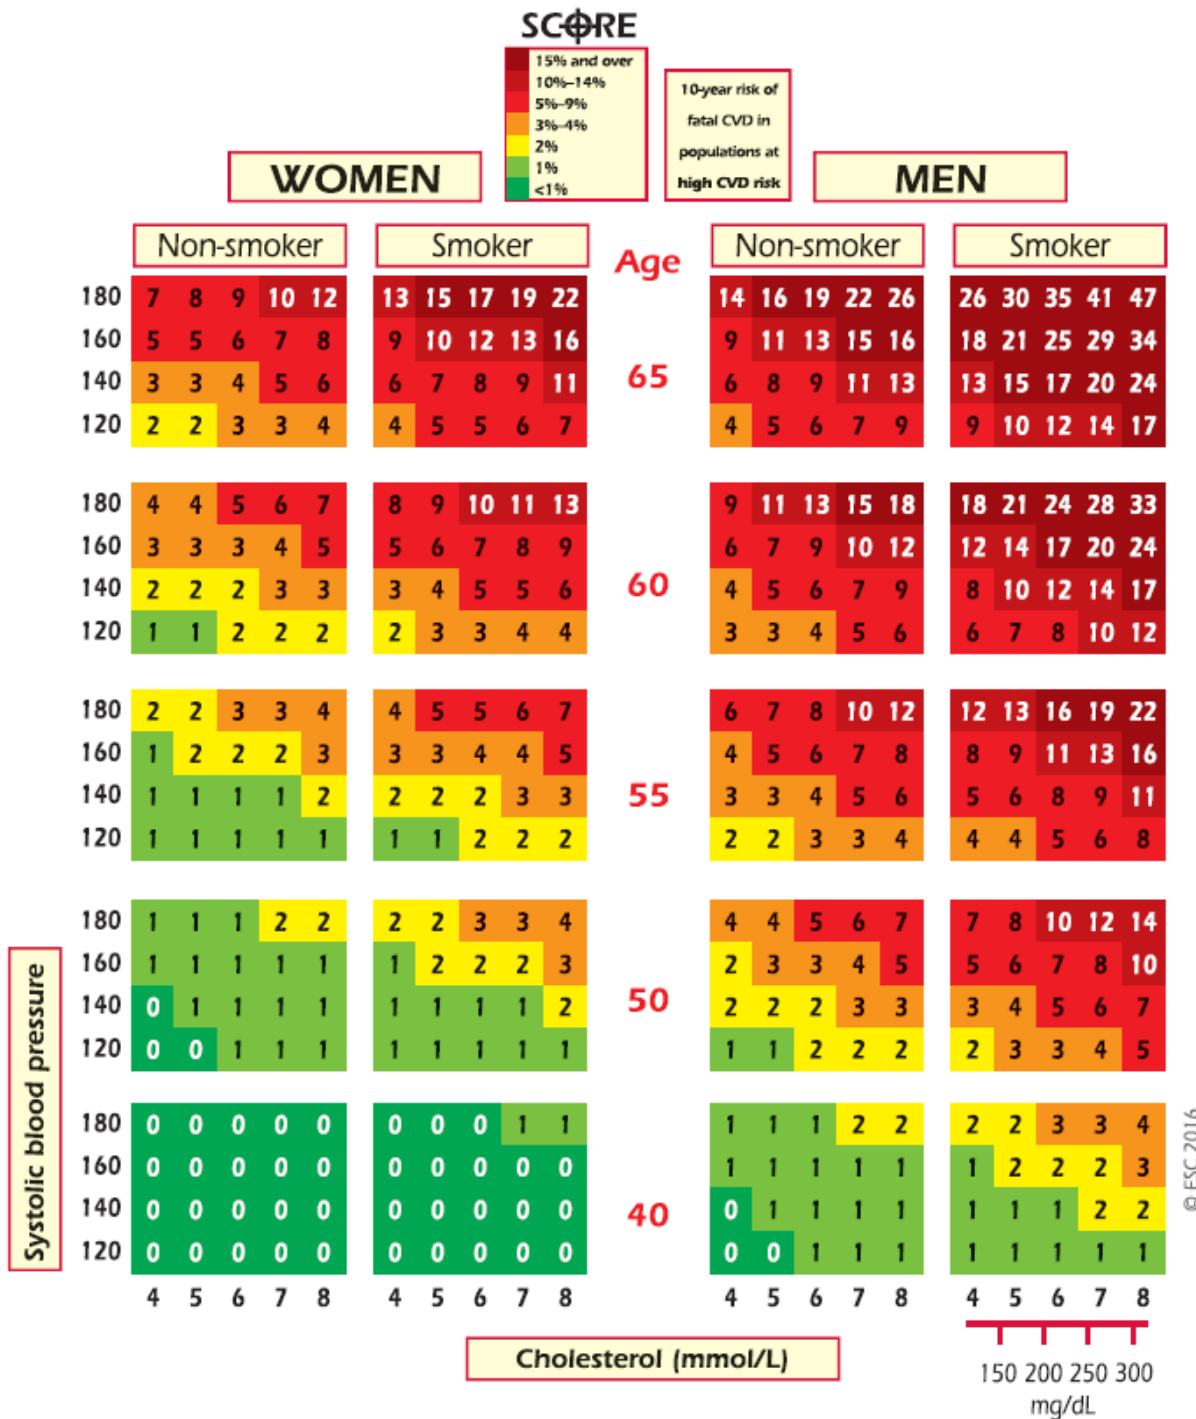 SCORE
15% and over
10%–14%
5%–9%
3%–4%
2%
1%
<1%
10-year risk of
fatal CVD in
populations at
high CVD risk
WOMEN
MEN
Non-smoker Smoker Age Non-smoker Smoker
180 7 8 9 10 12 13 15 17 19 22 14 16 19 22 26 26 30 35 41 47
160 5 5 6 7 8 9 10 12 13 16 9 11 13 15 16 18 21 25 29 34
65
140 3 3 4 5 6 6 7 8 9 11 6 8 9 11 13 13 15 17 20 24
120 2 2 3 3 4 4 5 5 6 7 4 5 6 7 9 9 10 12 14 17
180 4 4 5 6 7 8 9 10 11 13 9 11 13 15 18 18 21 24 28 33
160 3 3 3 4 5 5 6 7 8 9 6 7 9 10 12 12 14 17 20 24
60
140 2 2 2 3 3 3 4 5 5 6 4 5 6 7 9 8 10 12 14 17
120 1 1 2 2 2 2 3 3 4 4 3 3 4 5 6 6 7 8 10 12
180 2 2 3 3 4 4 5 5 6 7 6 7 8 10 12 12 13 16 19 22
160 1 2 2 2 3 3 3 4 4 5 4 5 6 7 8 8 9 11 13 16
55
140 1 1 1 1 2 2 2 2 3 3 3 3 4 5 6 5 6 8 9 11
120 1 1 1 1 1 1 1 2 2 2 2 2 3 3 4 4 4 5 6 8
180 1 1 1 2 2 2 2 3 3 4 4 4 5 6 7 7 8 10 12 14
160 1 1 1 1 1 1 2 2 2 3 2 3 3 4 5 5 6 7 8 10
50
140 0 1 1 1 1 1 1 1 1 2 2 2 2 3 3 3 4 5 6 7
120 0 0 1 1 1 1 1 1 1 1 1 1 2 2 2 2 3 3 4 5
180 0 0 0 0 0 0 0 0 1 1 1 1 1 2 2 2 2 3 3 4
160 0 0 0 0 0 0 0 0 0 0 1 1 1 1 1 1 2 2 2 3
40
140 0 0 0 0 0 0 0 0 0 0 0 1 1 1 1 1 1 1 2 2
120 0 0 0 0 0 0 0 0 0 0 0 0 1 1 1 1 1 1 1 1
4 5 6 7 8 4 5 6 7 8 4 5 6 7 8 4 5 6 7 8
Systolic blood pressure
Cholesterol (mmol/L)
150 200 250 300
mg/dL
© ESC 2016